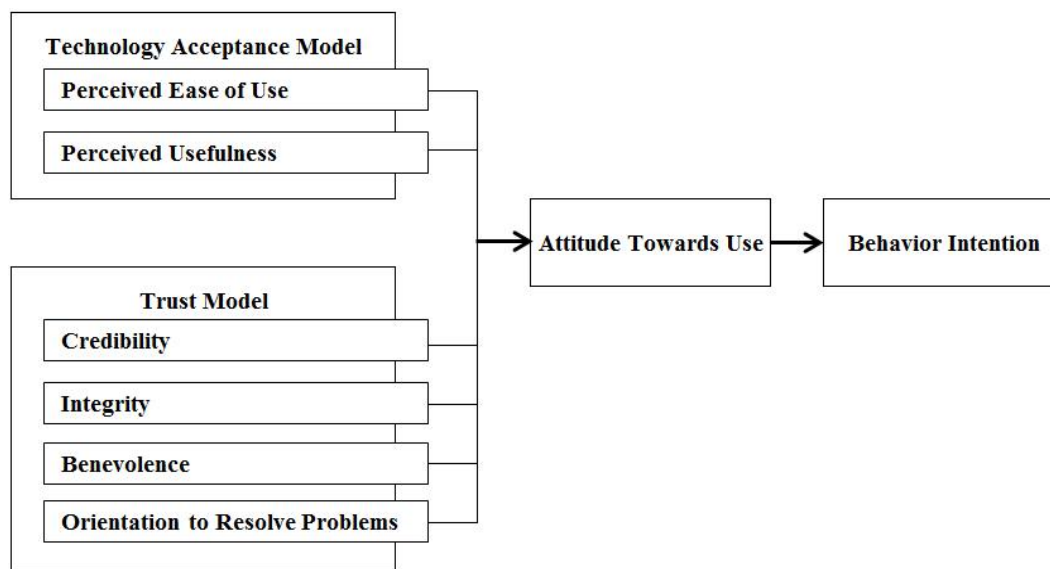 Technology Acceptance Model
Perceived Ease of Use
Perceived Usefulness
Attitude Towards Use
Behavior Intention
Trust Model
Credibility
Integrity
Benevolence
Orientation to Resolve Problems